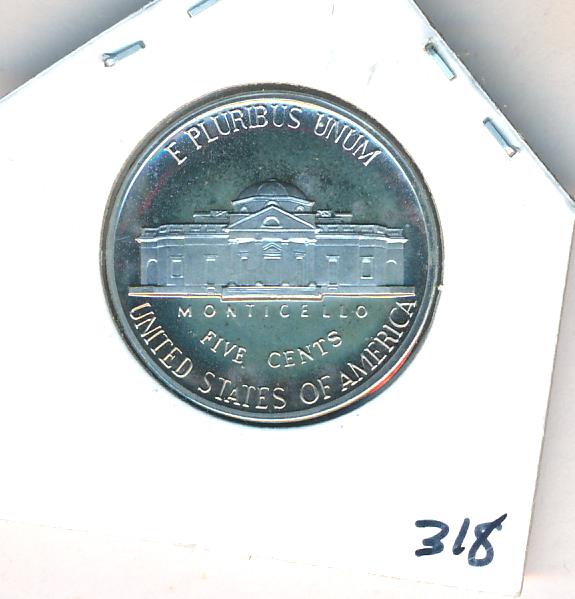 E PLURIBUS UNUM
MONTICELLO
FIVE CENTS
UNITED STATES OF AMERICA
318